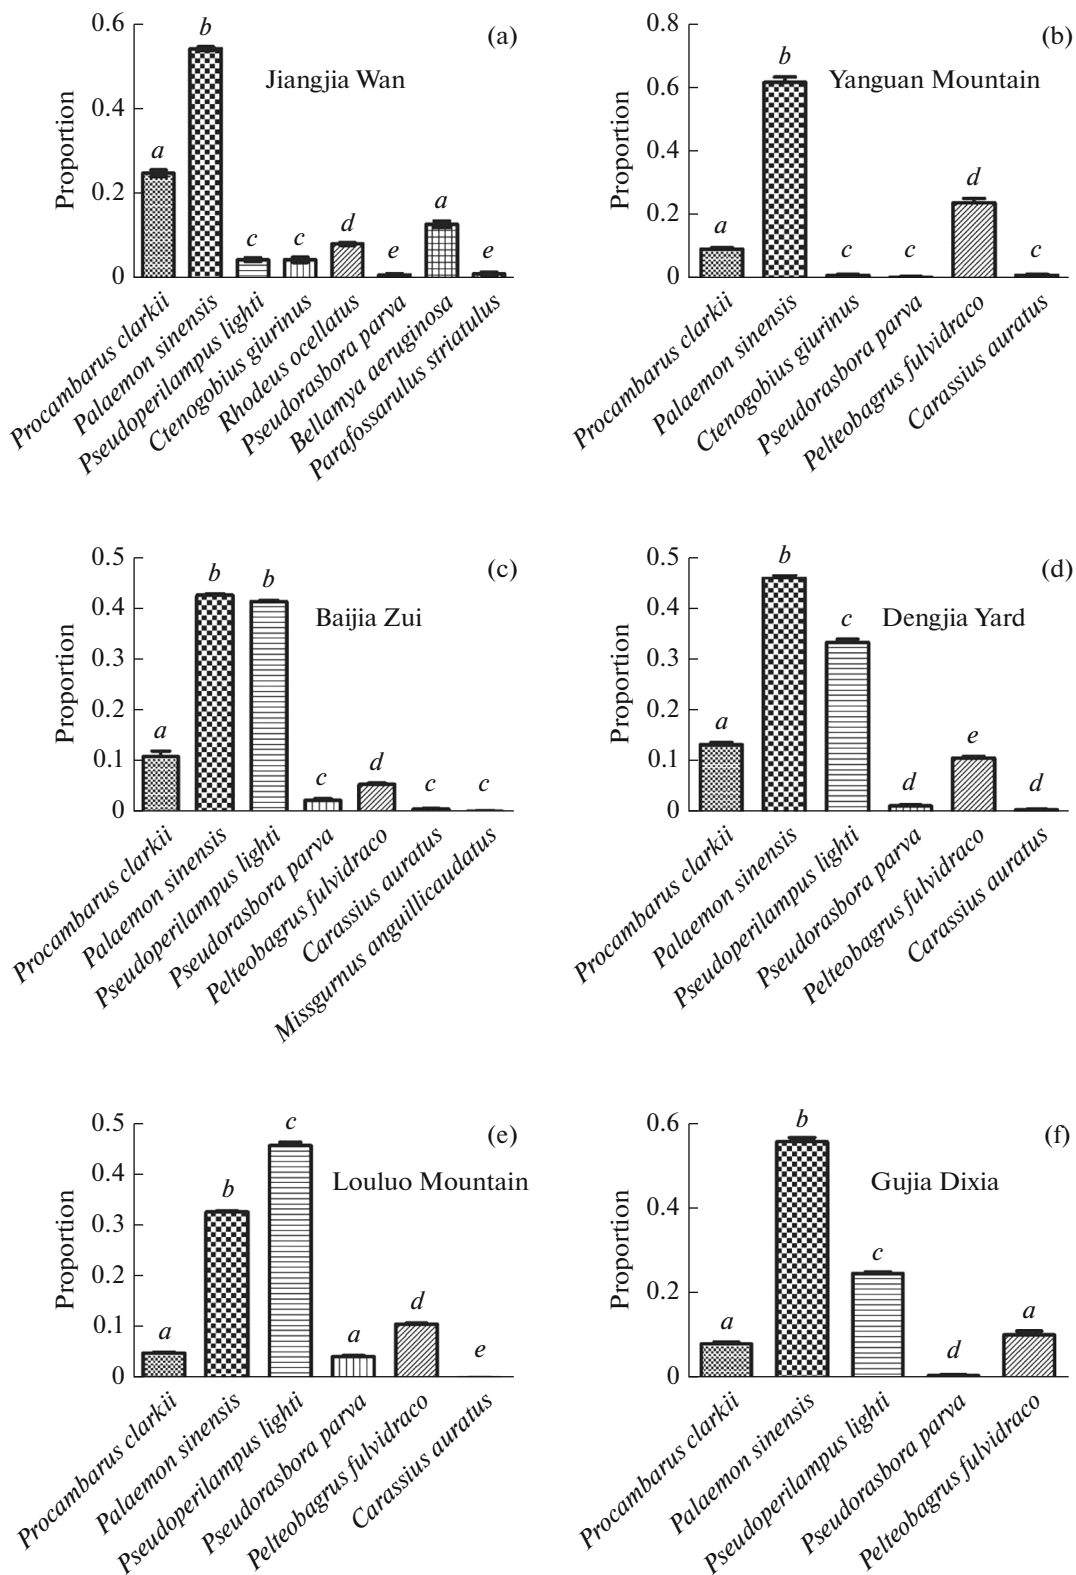 (a)
Jiangjia Wan
Proportion
0.6
0.4
0.2
0
a
b
c
c
d
e
a
e
Procambarus clarkii
Palaemon sinensis
Pseudoperilampus lighti
Ctenogobius giurinus
Rhodeus ocellatus
Pseudorasbora parva
Bellamya aeruginosa
Parafossarulus striatulus
(b)
Yanguan Mountain
Proportion
0.8
0.6
0.4
0.2
0
a
b
c
c
d
c
Procambarus clarkii
Palaemon sinensis
Ctenogobius giurinus
Pseudorasbora parva
Pelteobagrus fulvidraco
Carassius auratus
(c)
Baijia Zui
Proportion
0.5
0.4
0.3
0.2
0.1
0
a
b
b
c
d
c
c
Procambarus clarkii
Palaemon sinensis
Pseudoperilampus lighti
Pseudorasbora parva
Pelteobagrus fulvidraco
Carassius auratus
Missgurnus anguillicaudatus
(d)
Dengjia Yard
Proportion
0.5
0.4
0.3
0.2
0.1
0
a
b
c
d
e
d
Procambarus clarkii
Palaemon sinensis
Pseudoperilampus lighti
Pseudorasbora parva
Pelteobagrus fulvidraco
Carassius auratus
(e)
Louluo Mountain
Proportion
0.5
0.4
0.3
0.2
0.1
0
a
b
c
a
d
e
Procambarus clarkii
Palaemon sinensis
Pseudoperilampus lighti
Pseudorasbora parva
Pelteobagrus fulvidraco
Carassius auratus
(f)
Gujia Dixia
Proportion
0.6
0.4
0.2
0
a
b
c
d
a
Procambarus clarkii
Palaemon sinensis
Pseudoperilampus lighti
Pseudorasbora parva
Pelteobagrus fulvidraco